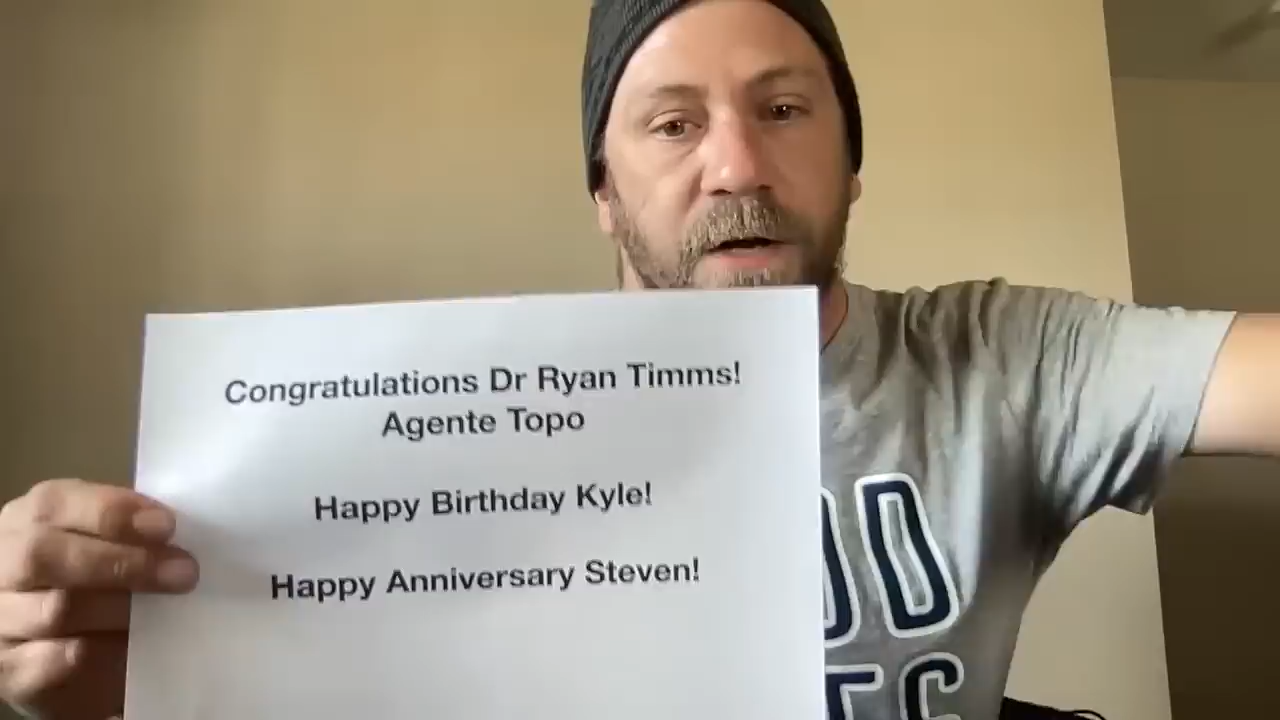 Congratulations Dr Ryan Timms!
Agente Topo
Happy Birthday Kyle!
Happy Anniversary Steven!